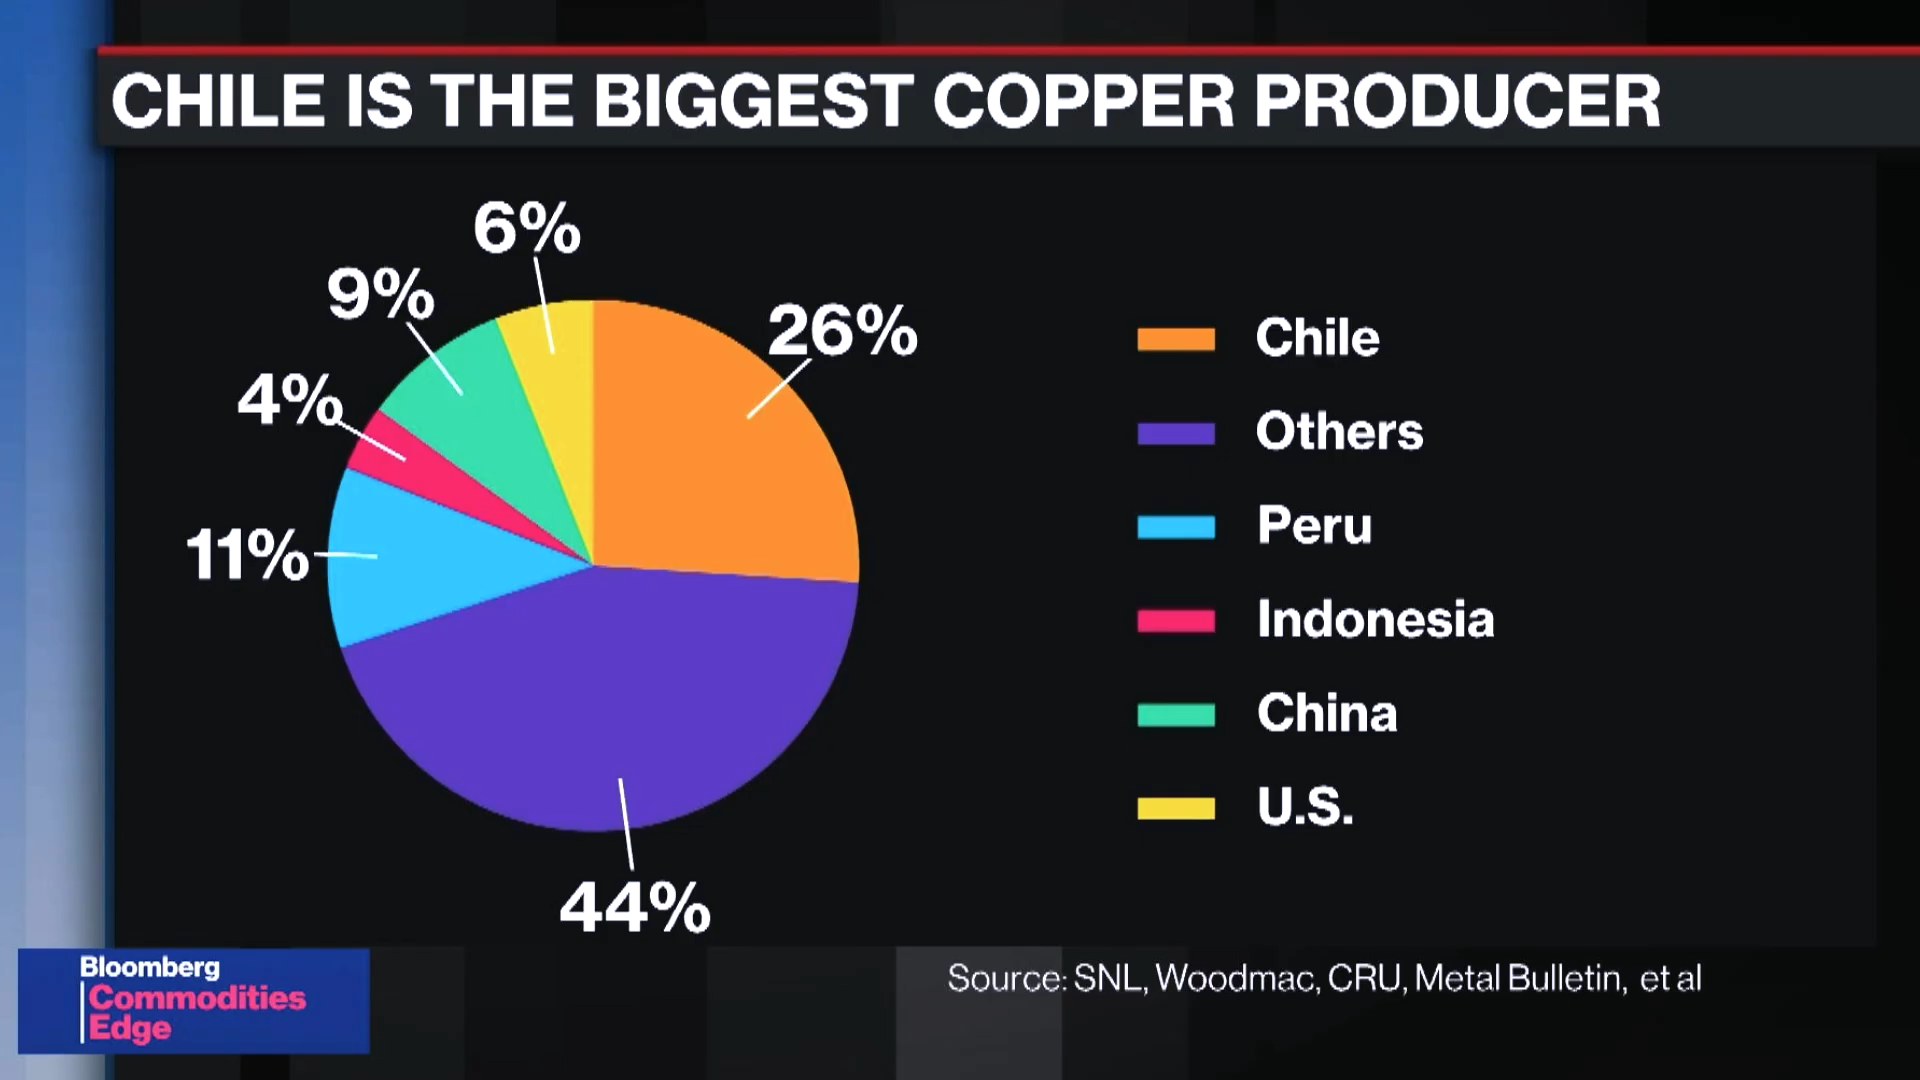 CHILE IS THE BIGGEST COPPER PRODUCER
6%
9%
26%
4%
11%
44%
Chile
Others
Peru
Indonesia
China
U.S.
Bloomberg
Commodities
Edge
Source: SNL, Woodmac, CRU, Metal Bulletin, et al